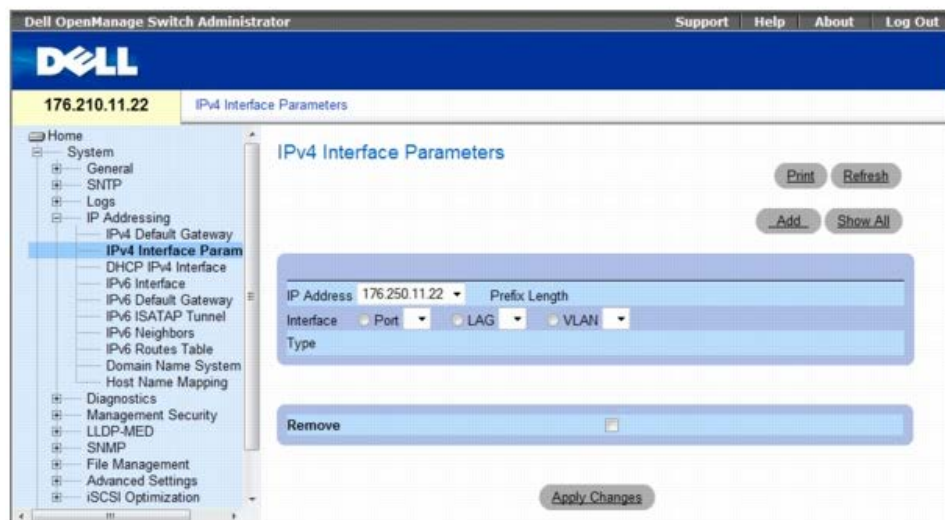 Dell OpenManage Switch Administrator Support Help About Log Out
DELL
176.210.11.22 IPv4 Interface Parameters
Home
System
General
SNTP
Logs
IP Addressing
IPv4 Default Gateway
IPv4 Interface Param
DHCP IPv4 Interface
IPv6 Interface
IPv6 Default Gateway
IPv6 ISATAP Tunnel
IPv6 Neighbors
IPv6 Routes Table
Domain Name System
Host Name Mapping
Diagnostics
Management Security
LLDP-MED
SNMP
File Management
Advanced Settings
iSCSI Optimization
IPv4 Interface Parameters
Print Refresh
Add Show All
IP Address 176.250.11.22 Prefix Length
Interface Port LAG VLAN
Type
Remove
Apply Changes